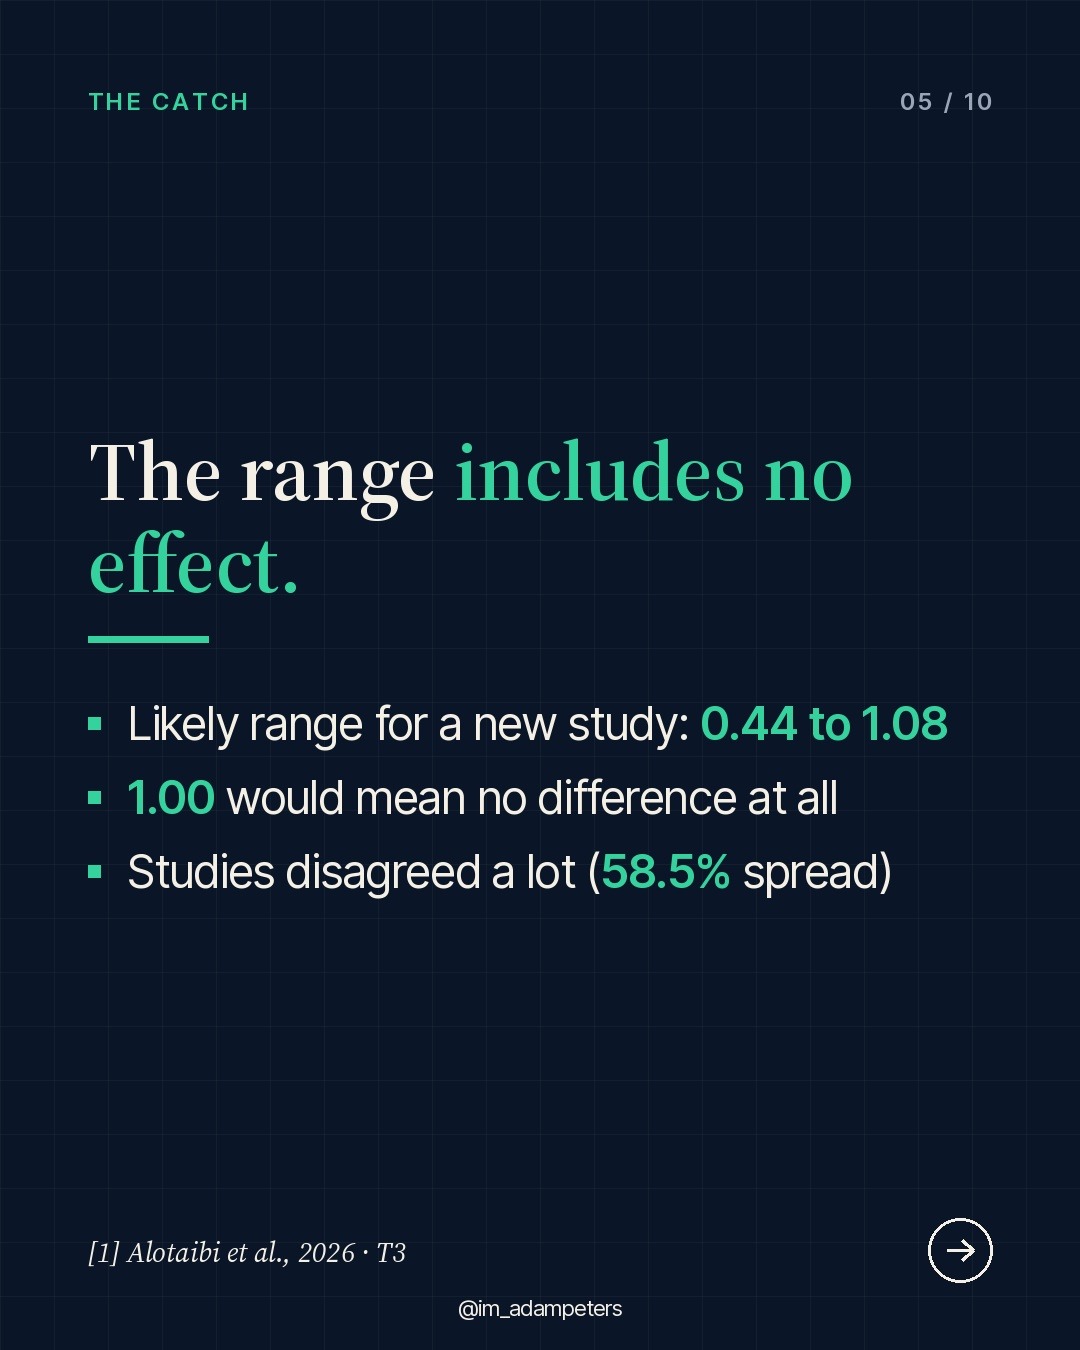 THE CATCH
05 / 10
The range includes no
effect.
Likely range for a new study: 0.44 to 1.08
1.00 would mean no difference at all
Studies disagreed a lot (58.5% spread)
[1] Alotaibi et al., 2026 · T3
@im_adampeters